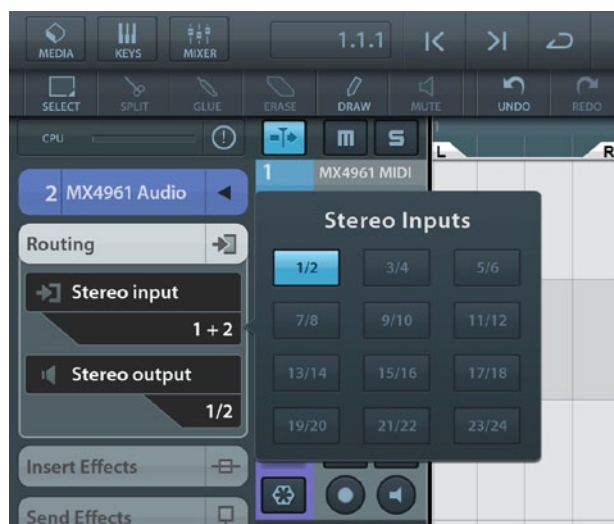 MEDIA KEYS MIXER 1.1.1
SELECT SPLIT GLUE ERASE DRAW MUTE UNDO REDO
CPU M S 1 L R
2 MX4961 Audio 1 MX4961 MIDI
Stereo Inputs
Routing
1/2 3/4 5/6
Stereo input
1 + 2
7/8 9/10 11/12
Stereo output
13/14 15/16 17/18
1/2
19/20 21/22 23/24
Insert Effects
Send Effects